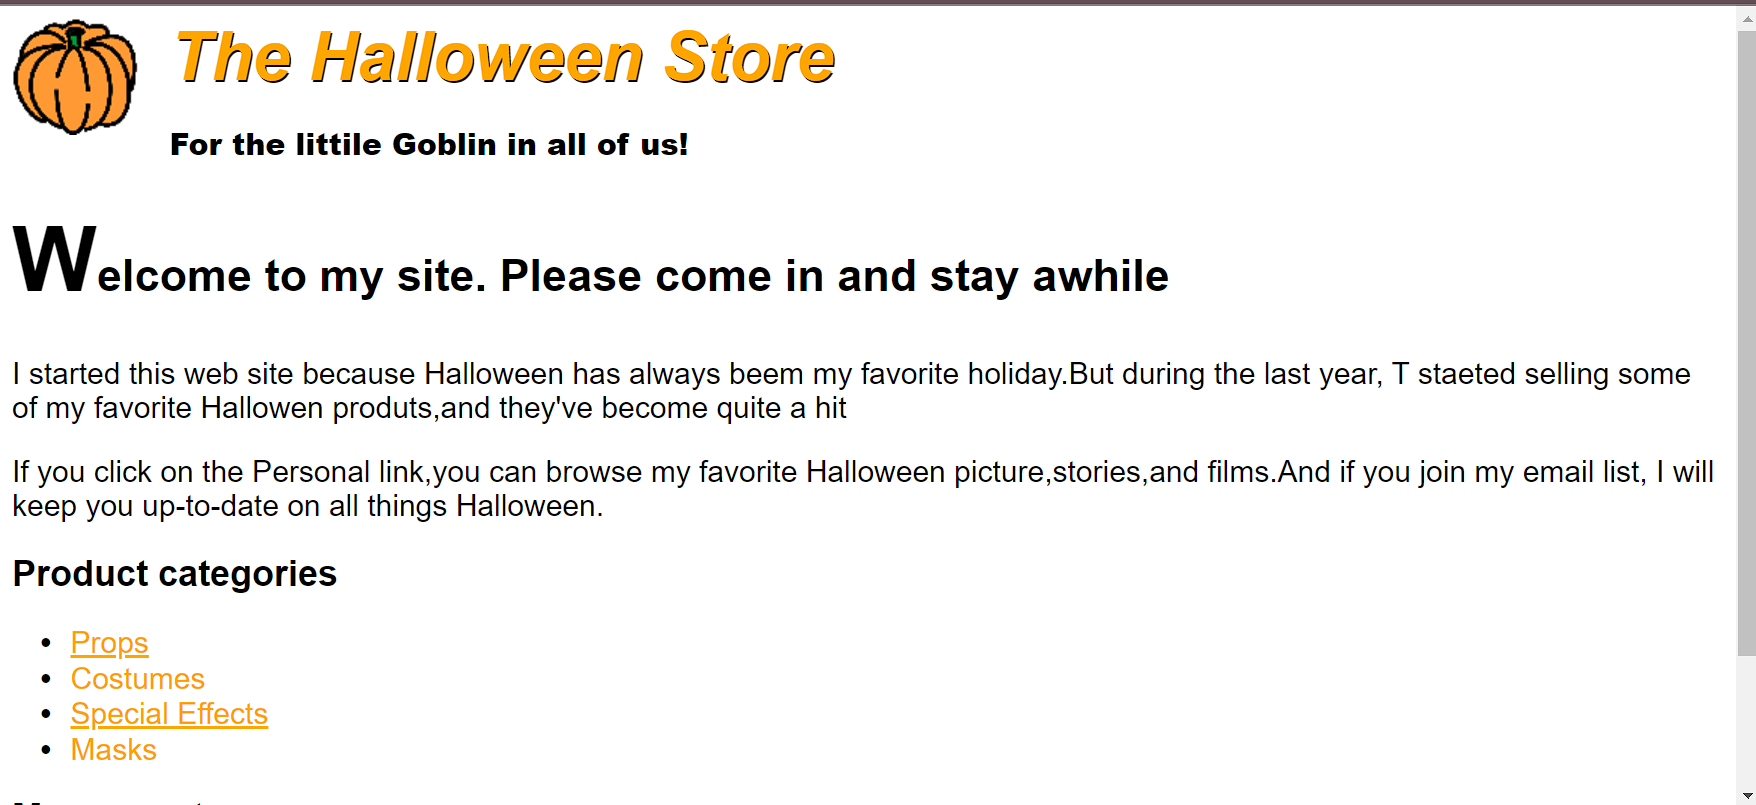 The Halloween Store
For the littile Goblin in all of us!
Welcome to my site. Please come in and stay awhile
I started this web site because Halloween has always beem my favorite holiday.But during the last year, T staeted selling some
of my favorite Hallowen produts,and they've become quite a hit
If you click on the Personal link,you can browse my favorite Halloween picture,stories,and films.And if you join my email list, I will
keep you up-to-date on all things Halloween.
Product categories
Props
Costumes
Special Effects
Masks